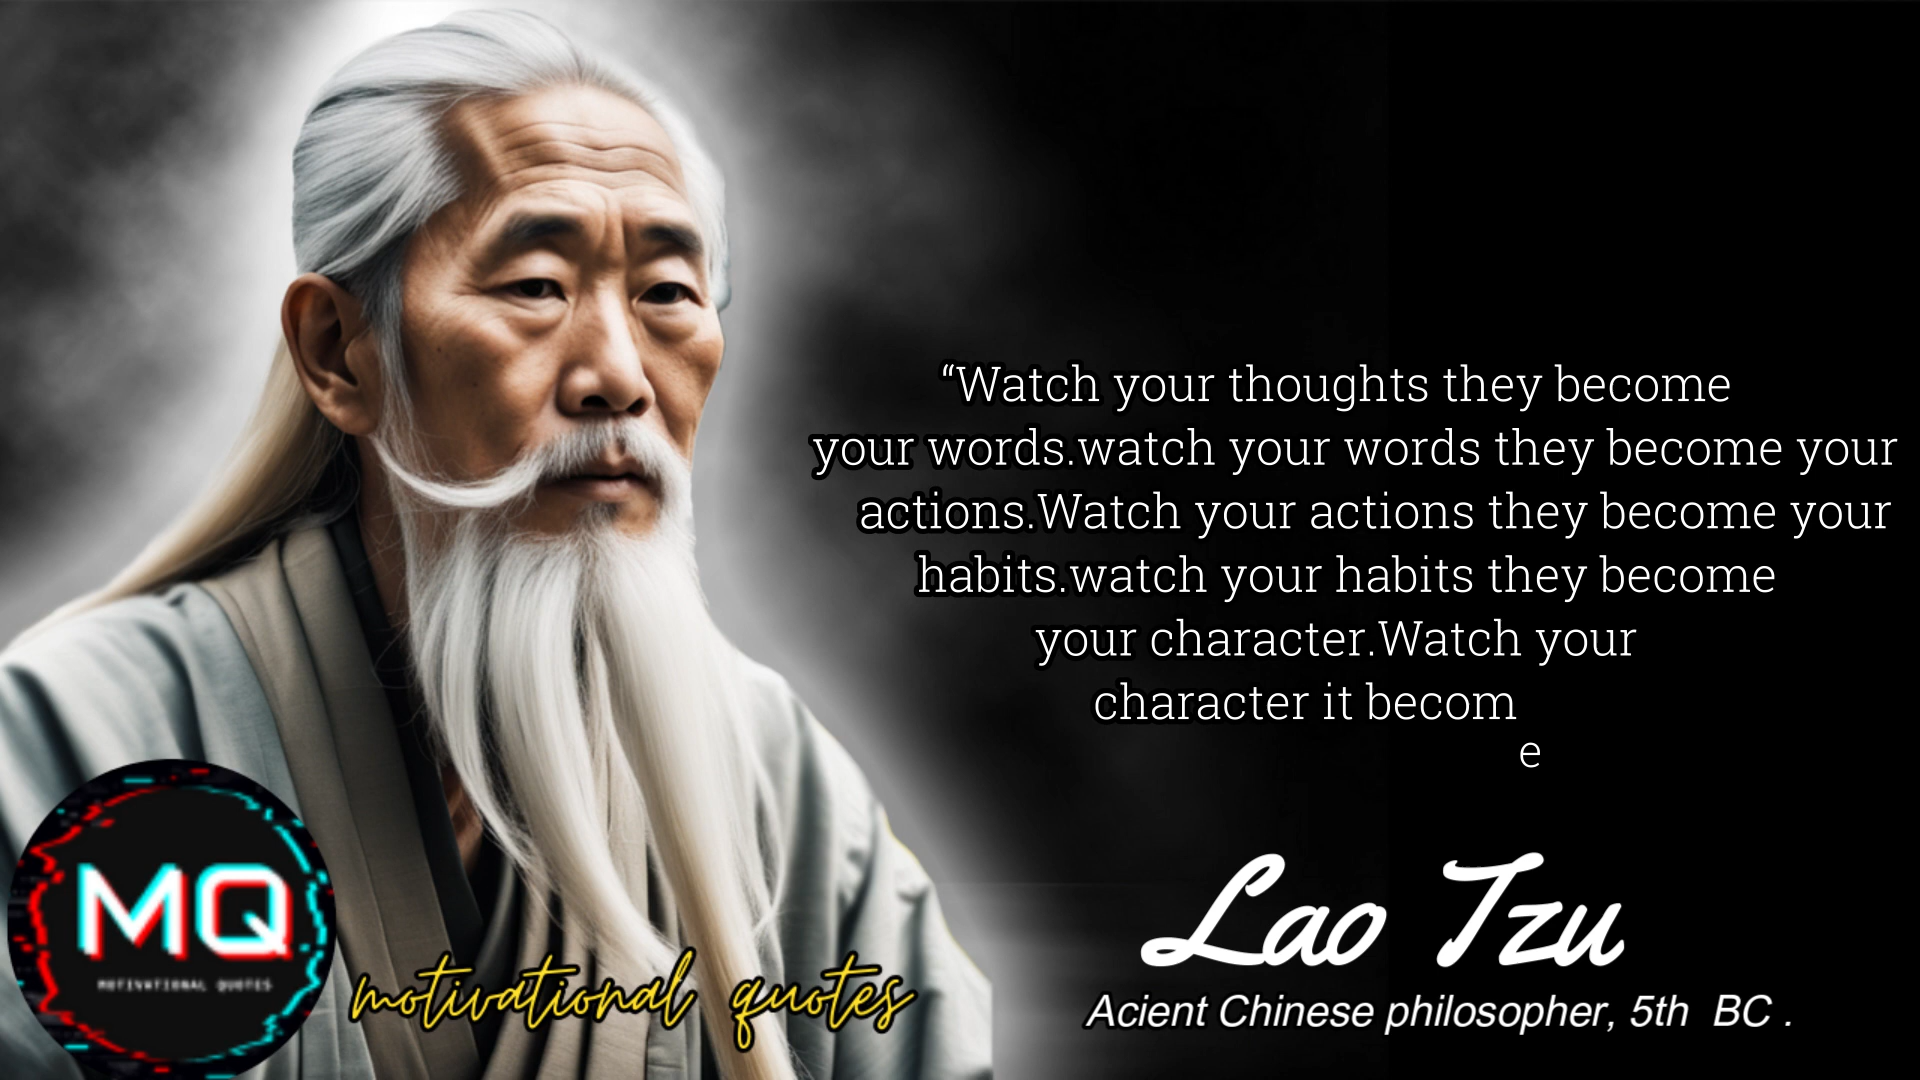 “Watch your thoughts they become
your words.watch your words they become your
actions.Watch your actions they become your
habits.watch your habits they become
your character.Watch your
character it becom
e
Lao Tzu
Acient Chinese philosopher, 5th BC .
MQ
MOTIVATIONAL QUOTES
motivational quotes